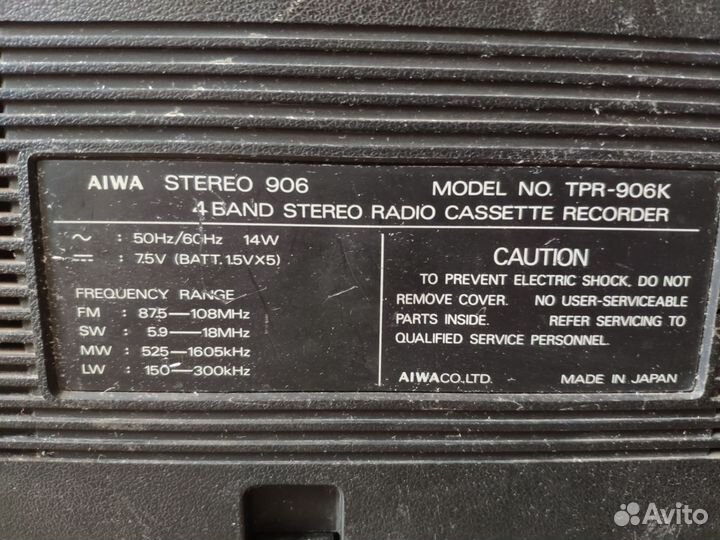 AIWA STEREO 906 MODEL NO. TPR-906K
4 BAND STEREO RADIO CASSETTE RECORDER
~ : 50Hz/60Hz 14W
⎓ : 7.5V (BATT. 1.5V X 5)
FREQUENCY RANGE
FM : 87.5—108MHz
SW : 5.9—18MHz
MW : 525—1605kHz
LW : 150—300kHz
CAUTION
TO PREVENT ELECTRIC SHOCK, DO NOT
REMOVE COVER. NO USER-SERVICEABLE
PARTS INSIDE. REFER SERVICING TO
QUALIFIED SERVICE PERSONNEL.
AIWA CO. LTD. MADE IN JAPAN
Avito